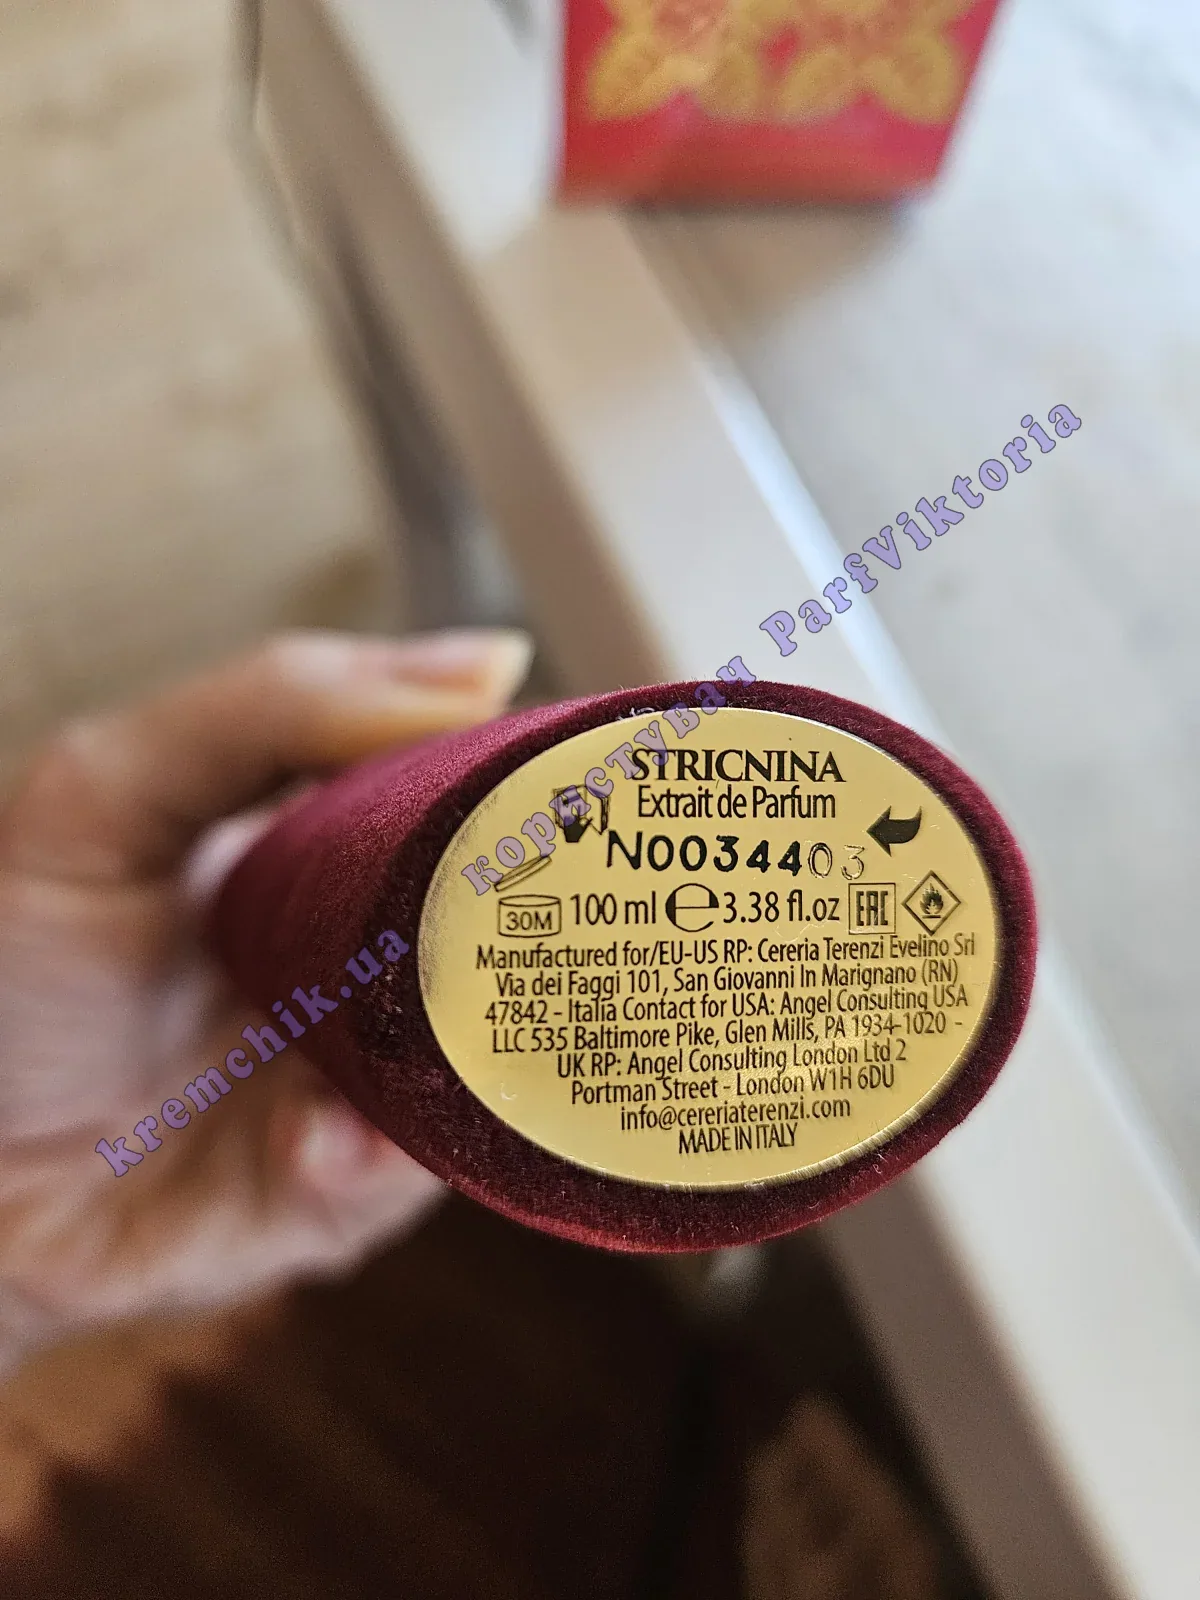 STRICNINA
Extrait de Parfum
N0034403
30M 100 ml e 3.38 fl.oz EAC
Manufactured for/EU-US RP: Cereria Terenzi Evelino Srl
Via dei Faggi 101, San Giovanni In Marignano (RN)
47842 - Italia Contact for USA: Angel Consulting USA
LLC 535 Baltimore Pike, Glen Mills, PA 1934-1020 -
UK RP: Angel Consulting London Ltd 2
Portman Street - London W1H 6DU
info@cereriaterenzi.com
MADE IN ITALY
kremchik.ua користувач ParfViktoria